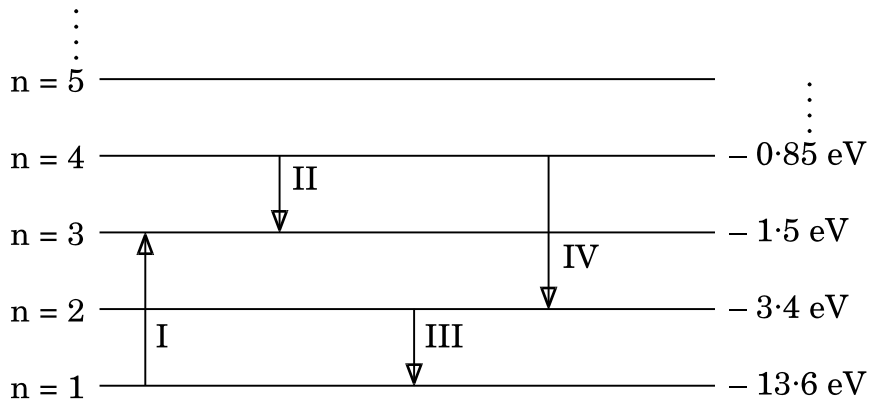 n = 5
n = 4
II
– 0·85 eV
n = 3
– 1·5 eV
IV
n = 2
– 3·4 eV
I
III
n = 1
– 13·6 eV